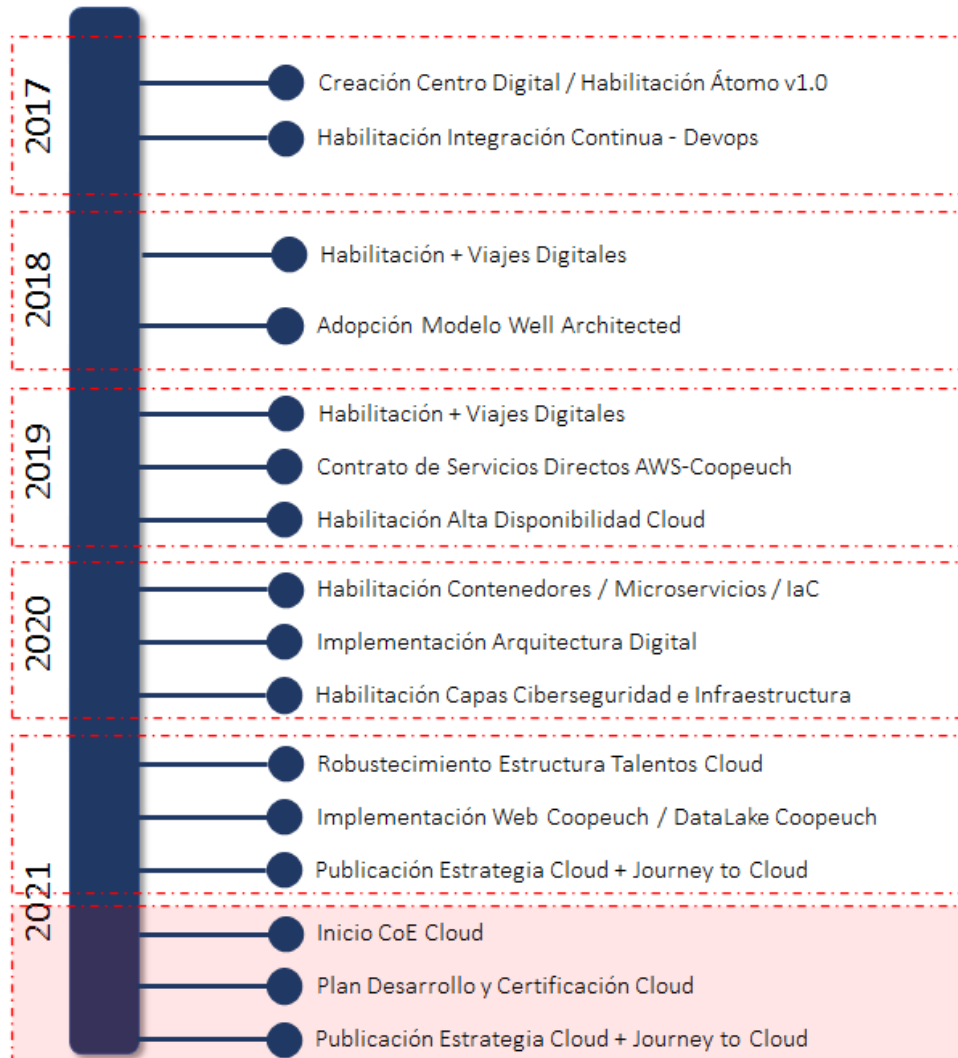 2017
Creación Centro Digital / Habilitación Átomo v1.0
Habilitación Integración Continua - Devops
2018
Habilitación + Viajes Digitales
Adopción Modelo Well Architected
2019
Habilitación + Viajes Digitales
Contrato de Servicios Directos AWS-Coopeuch
Habilitación Alta Disponibilidad Cloud
2020
Habilitación Contenedores / Microservicios / IaC
Implementación Arquitectura Digital
Habilitación Capas Ciberseguridad e Infraestructura
2021
Robustecimiento Estructura Talentos Cloud
Implementación Web Coopeuch / DataLake Coopeuch
Publicación Estrategia Cloud + Journey to Cloud
Inicio CoE Cloud
Plan Desarrollo y Certificación Cloud
Publicación Estrategia Cloud + Journey to Cloud